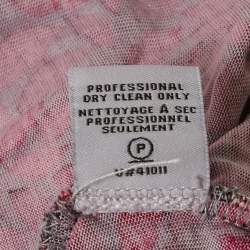 PROFESSIONAL
DRY CLEAN ONLY
NETTOYAGE À SEC
PROFESSIONNEL
SEULEMENT
P
V#41011